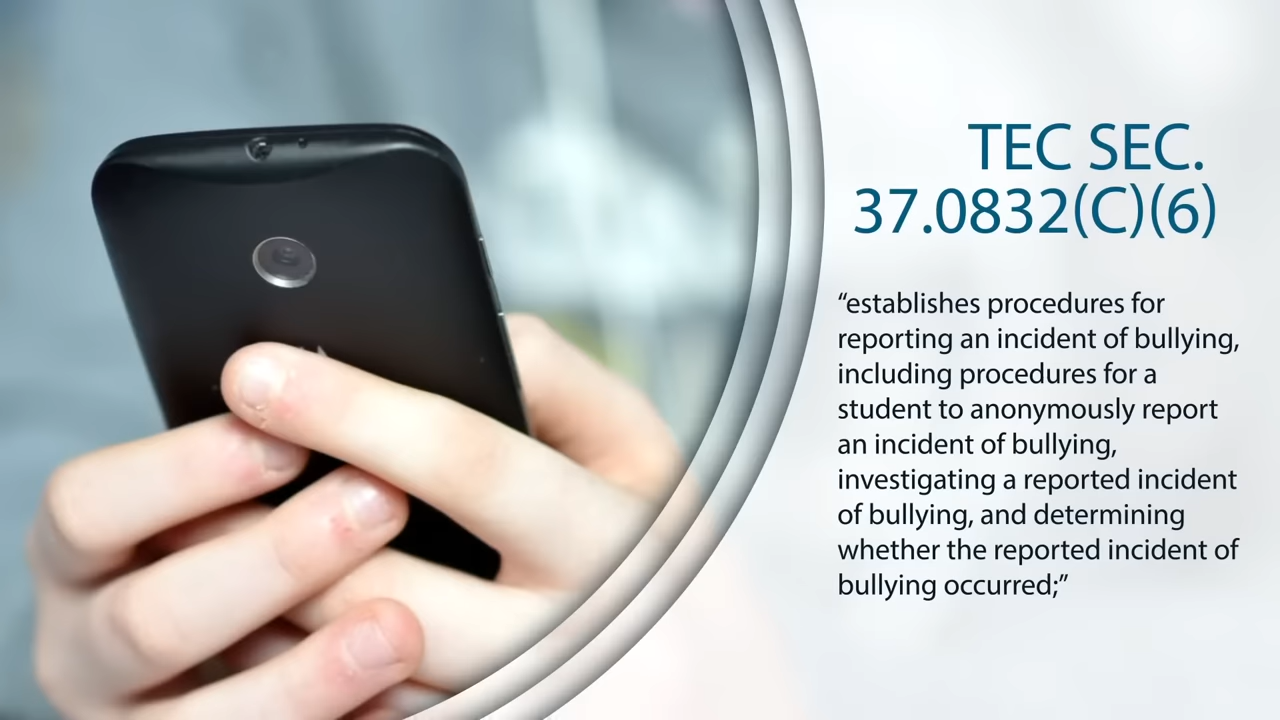 TEC SEC.
37.0832(C)(6)
“establishes procedures for
reporting an incident of bullying,
including procedures for a
student to anonymously report
an incident of bullying,
investigating a reported incident
of bullying, and determining
whether the reported incident of
bullying occurred;”